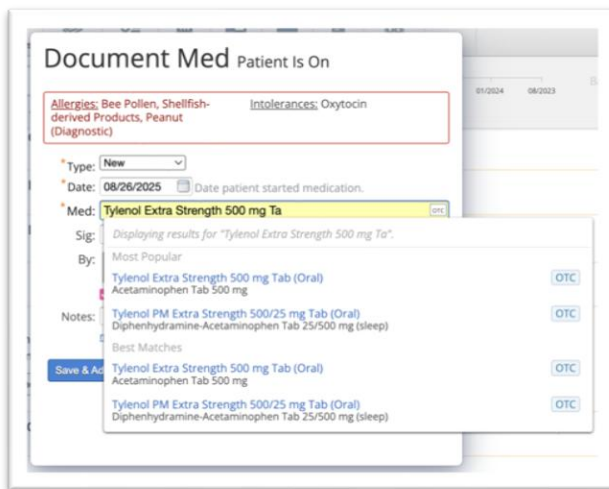 Document Med Patient Is On
01/2024 08/2023
Allergies: Bee Pollen, Shellfish- Intolerances: Oxytocin
derived Products, Peanut
(Diagnostic)
*Type: New
*Date: 08/26/2025 Date patient started medication.
*Med: Tylenol Extra Strength 500 mg Ta OTC
Sig:
Displaying results for "Tylenol Extra Strength 500 mg Ta".
By:
Most Popular
Tylenol Extra Strength 500 mg Tab (Oral) OTC
Acetaminophen Tab 500 mg
Notes:
Tylenol PM Extra Strength 500/25 mg Tab (Oral) OTC
Diphenhydramine-Acetaminophen Tab 25/500 mg (sleep)
Best Matches
Save & Ad
Tylenol Extra Strength 500 mg Tab (Oral) OTC
Acetaminophen Tab 500 mg
Tylenol PM Extra Strength 500/25 mg Tab (Oral) OTC
Diphenhydramine-Acetaminophen Tab 25/500 mg (sleep)